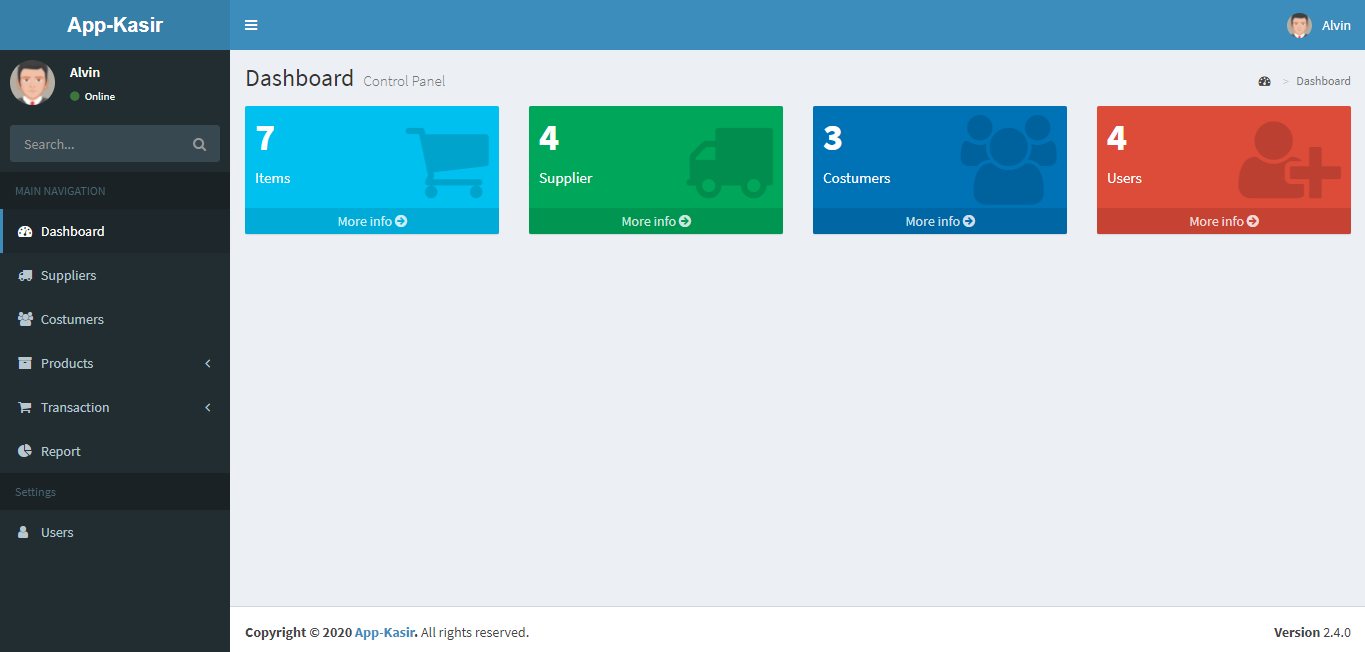 App-Kasir
Alvin
Alvin
Online
Search...
MAIN NAVIGATION
Dashboard
Suppliers
Costumers
Products
Transaction
Report
Settings
Users
Dashboard Control Panel
> Dashboard
7
Items
More info
4
Supplier
More info
3
Costumers
More info
4
Users
More info
Copyright © 2020 App-Kasir. All rights reserved.
Version 2.4.0